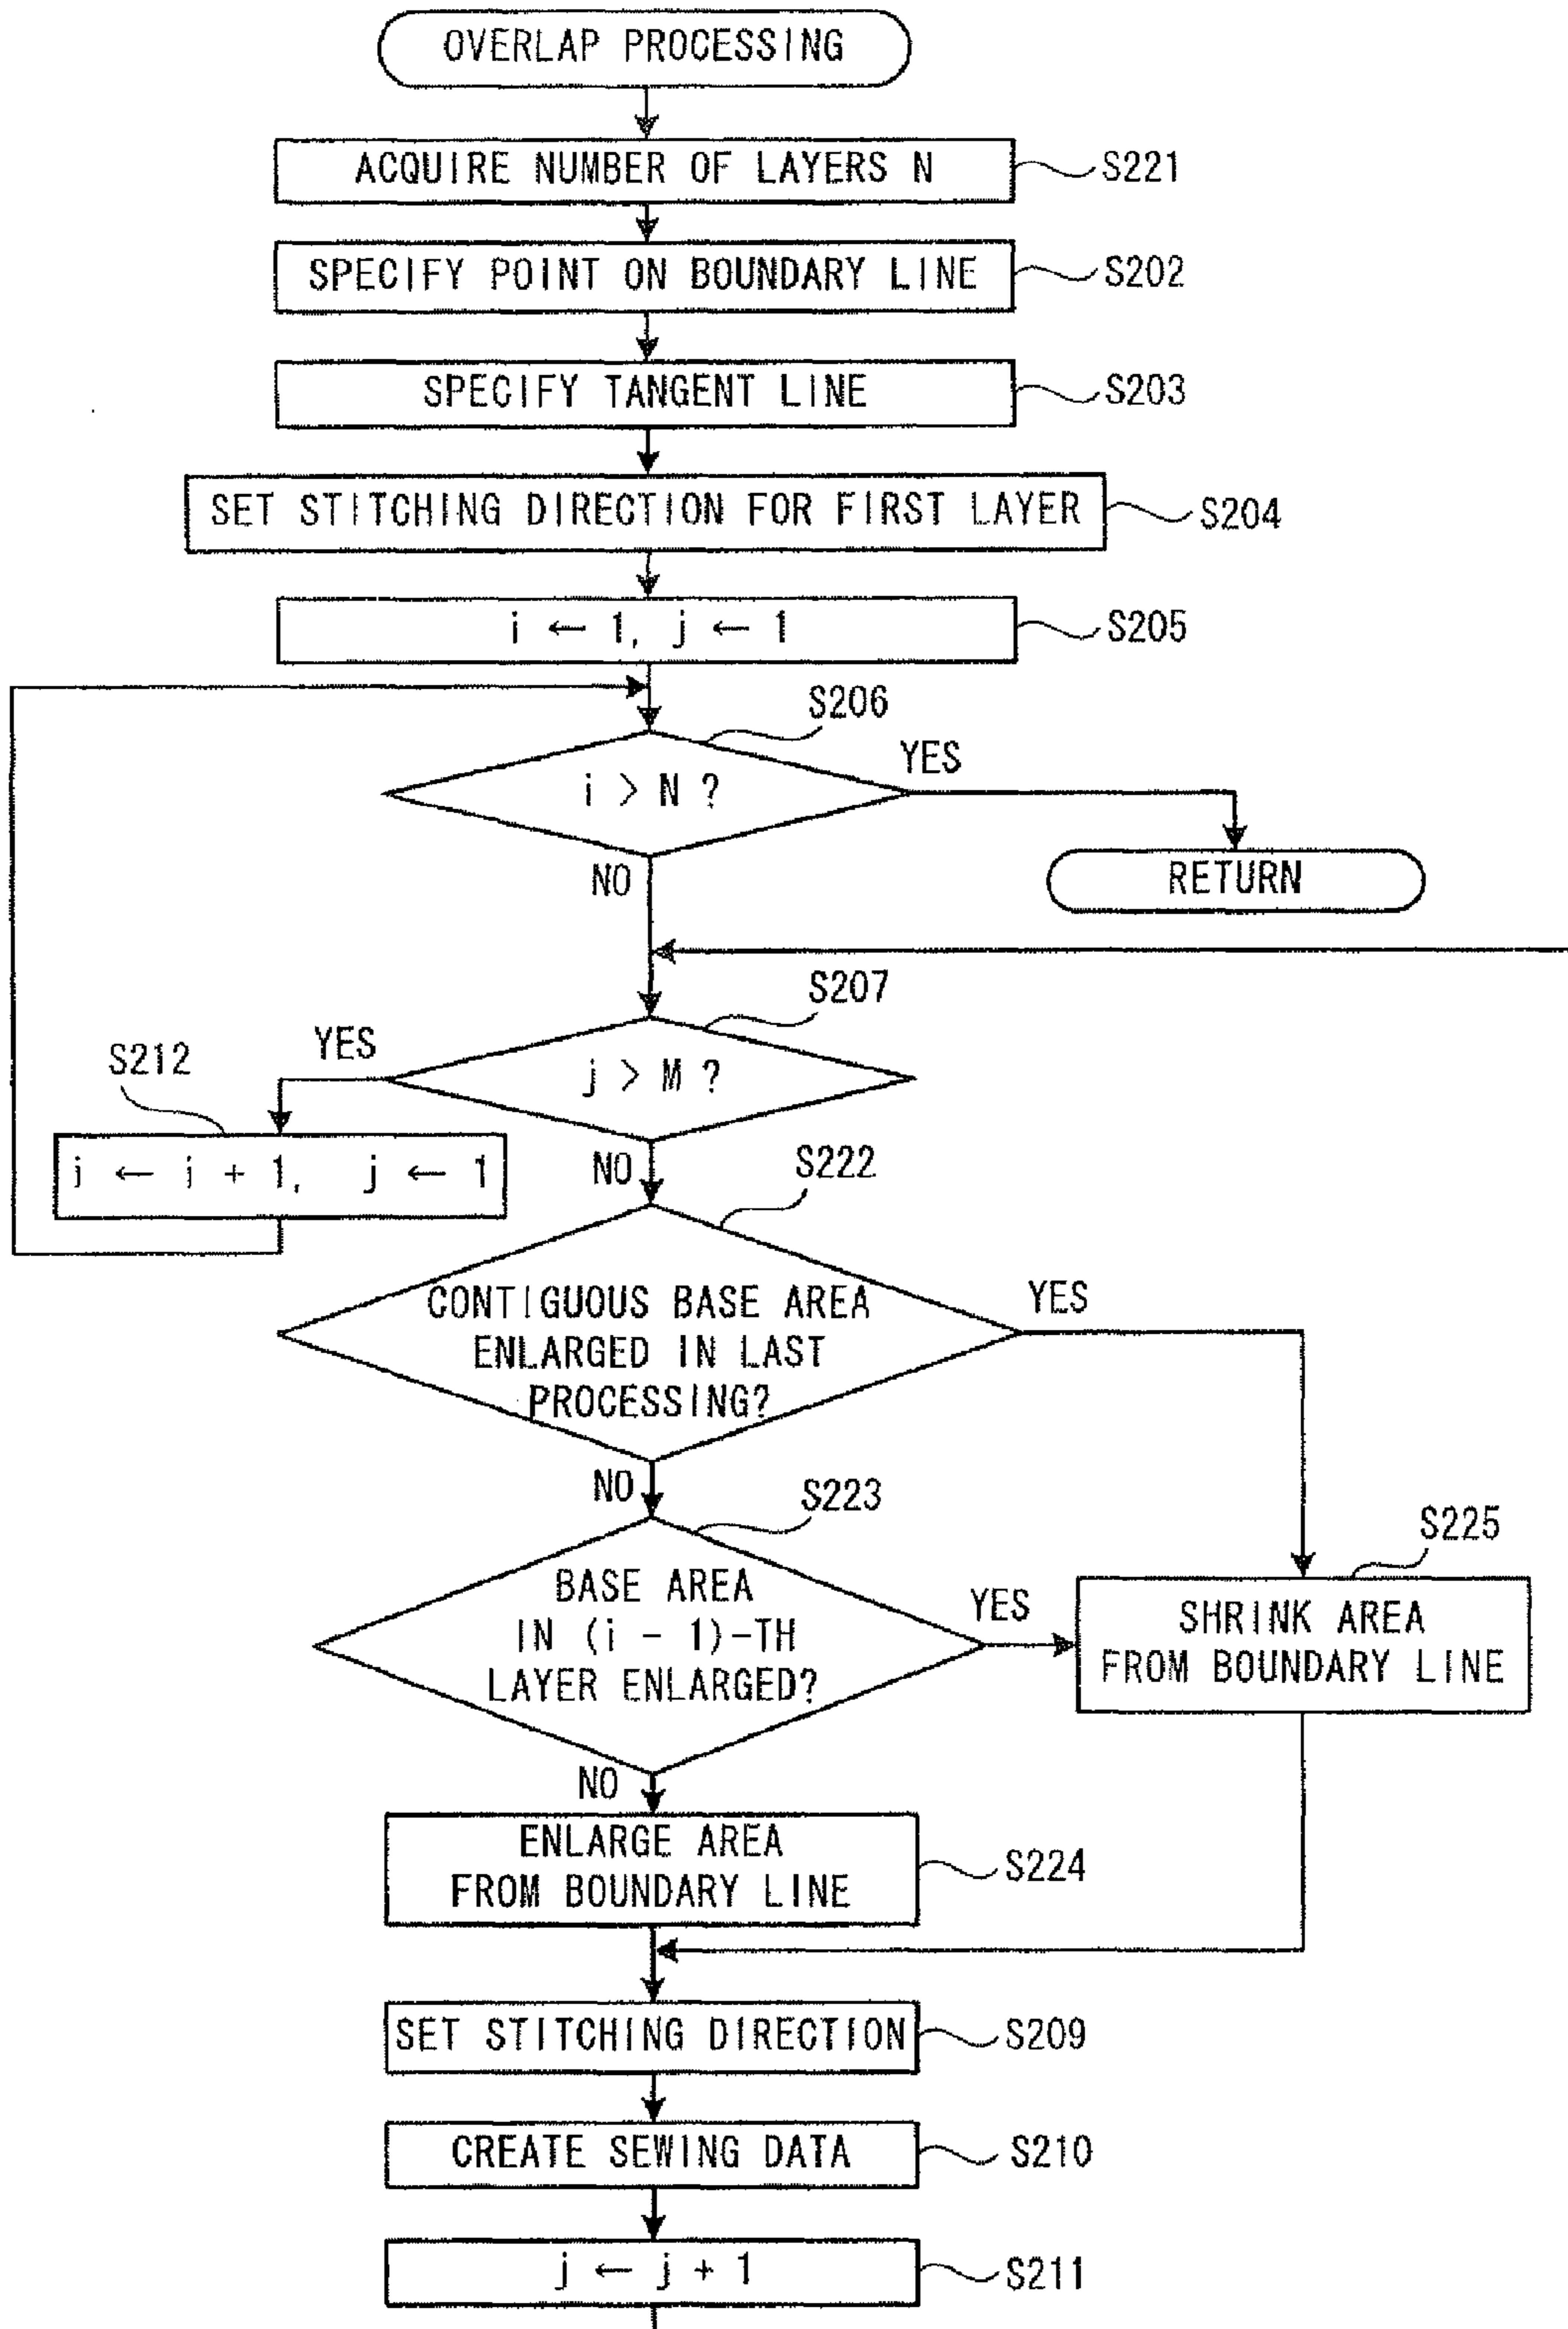 OVERLAP PROCESSING
ACQUIRE NUMBER OF LAYERS N
S221
SPECIFY POINT ON BOUNDARY LINE
S202
SPECIFY TANGENT LINE
S203
SET STITCHING DIRECTION FOR FIRST LAYER
S204
i ← 1, j ← 1
S205
S206
i > N ?
YES
NO
RETURN
S207
j > M ?
YES
S212
i ← i + 1, j ← 1
NO
S222
CONTIGUOUS BASE AREA
ENLARGED IN LAST
PROCESSING?
YES
NO
S223
BASE AREA
IN (i - 1)-TH
LAYER ENLARGED?
YES
S225
SHRINK AREA
FROM BOUNDARY LINE
NO
ENLARGE AREA
FROM BOUNDARY LINE
S224
SET STITCHING DIRECTION
S209
CREATE SEWING DATA
S210
j ← j + 1
S211